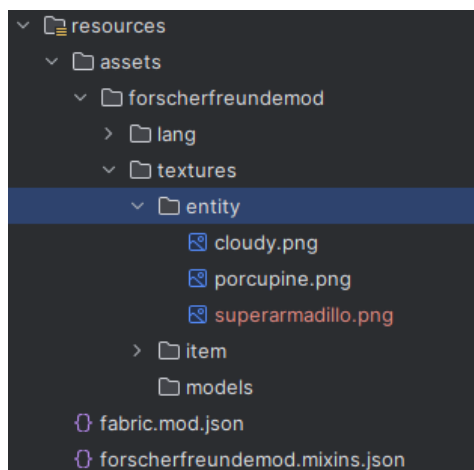 resources
assets
forscherfreundemod
lang
textures
entity
cloudy.png
porcupine.png
superarmadillo.png
item
models
fabric.mod.json
forscherfreundemod.mixins.json